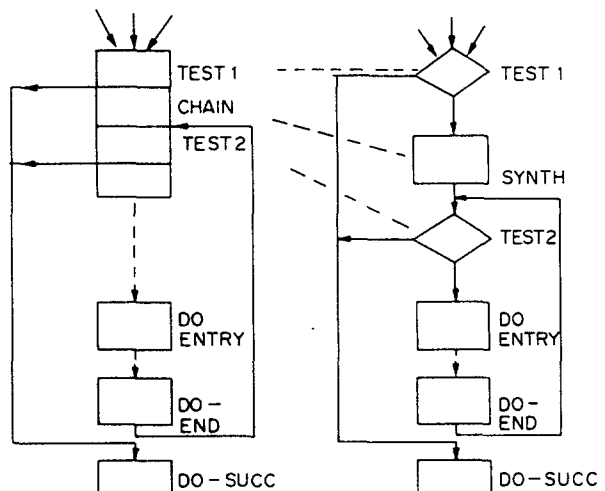 TEST 1
CHAIN
TEST2
DO
ENTRY
DO-
END
DO-SUCC
TEST 1
SYNTH
TEST2
DO
ENTRY
DO-
END
DO-SUCC